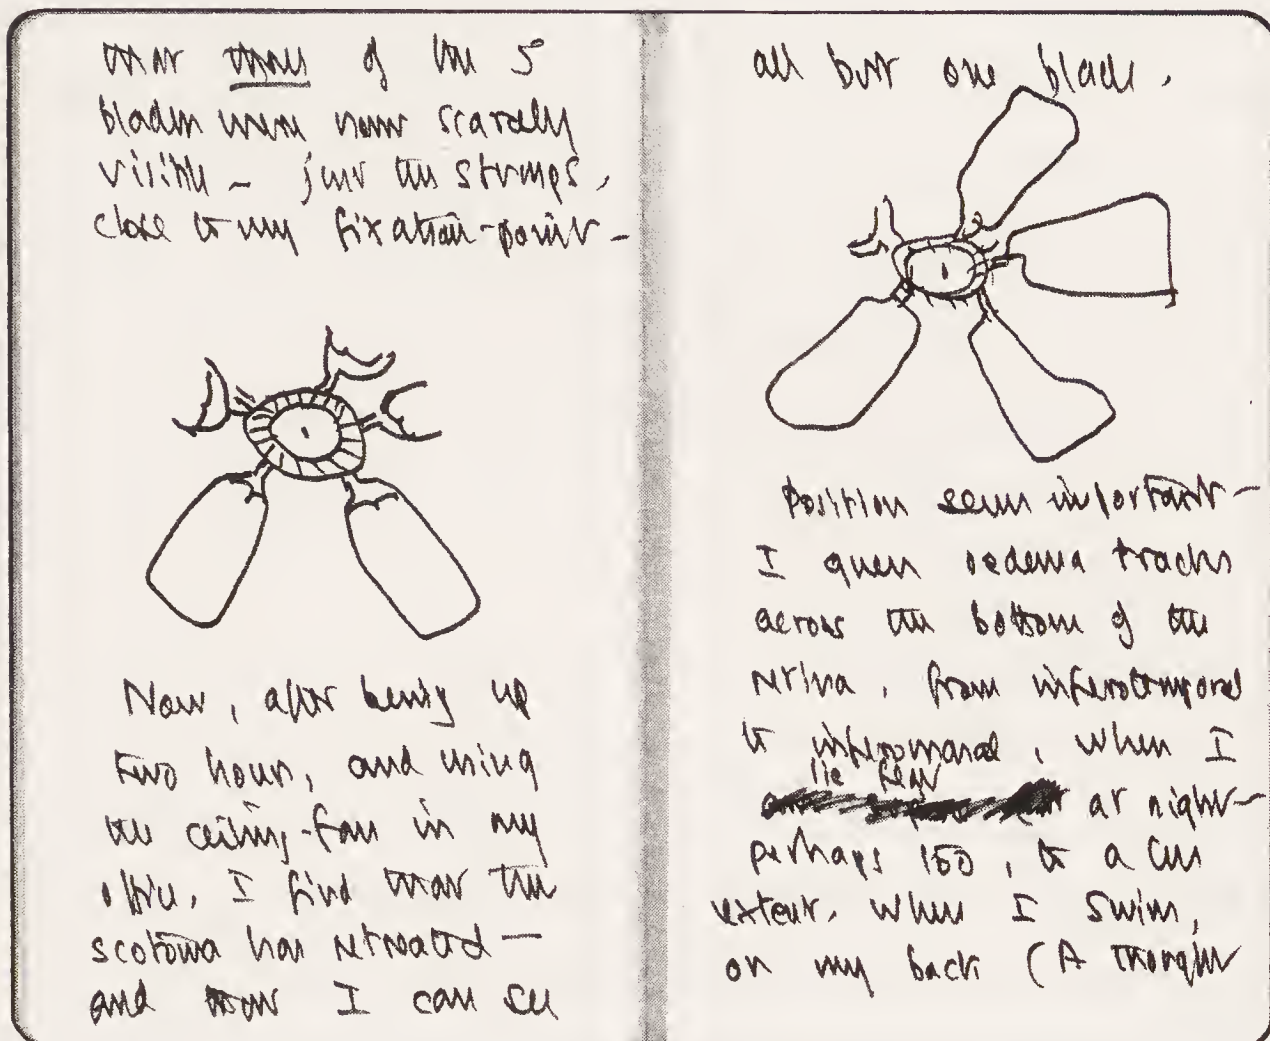 that three of the 5
blades were now scarcely
visible – just the stumps,
close to my fixation-point –
Now, after being up
two hours, and using
the ceiling-fan in my
office, I find that the
scotoma has retreated —
and that I can see
all but one blade.
Position seems important –
I guess oedema tracks
across the bottom of the
retina, from inferotemporal
to inferonasal, when I
lie flat
at night –
perhaps too, to a less
extent, when I swim,
on my back (A thought